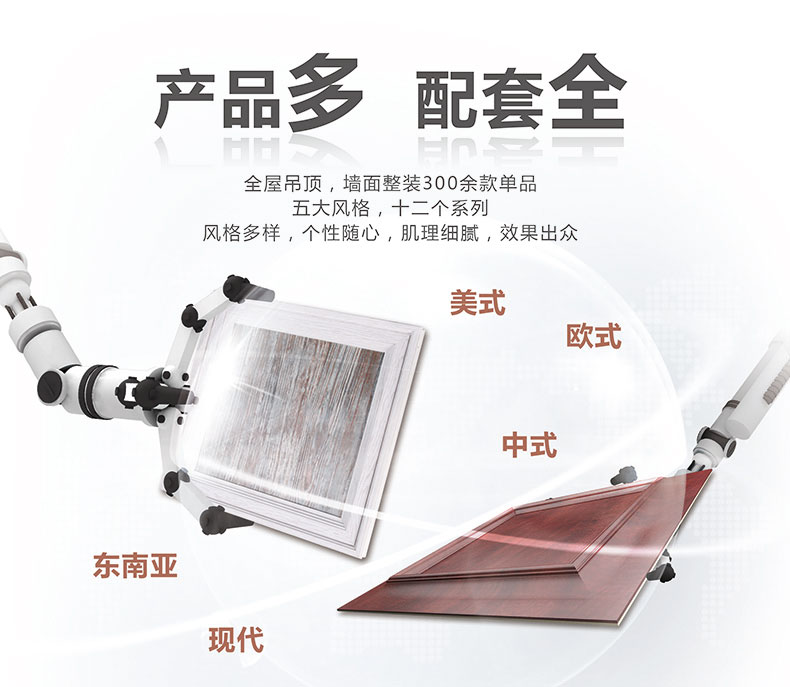 产品多 配套全
全屋吊顶，墙面整装300余款单品
五大风格，十二个系列
风格多样，个性随心，肌理细腻，效果出众
美式
欧式
中式
东南亚
现代